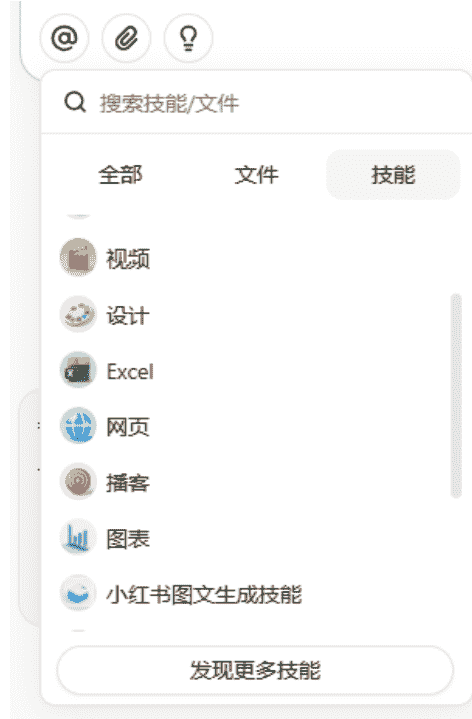 搜索技能/文件
全部 文件 技能
视频
设计
Excel
网页
播客
图表
小红书图文生成技能
发现更多技能